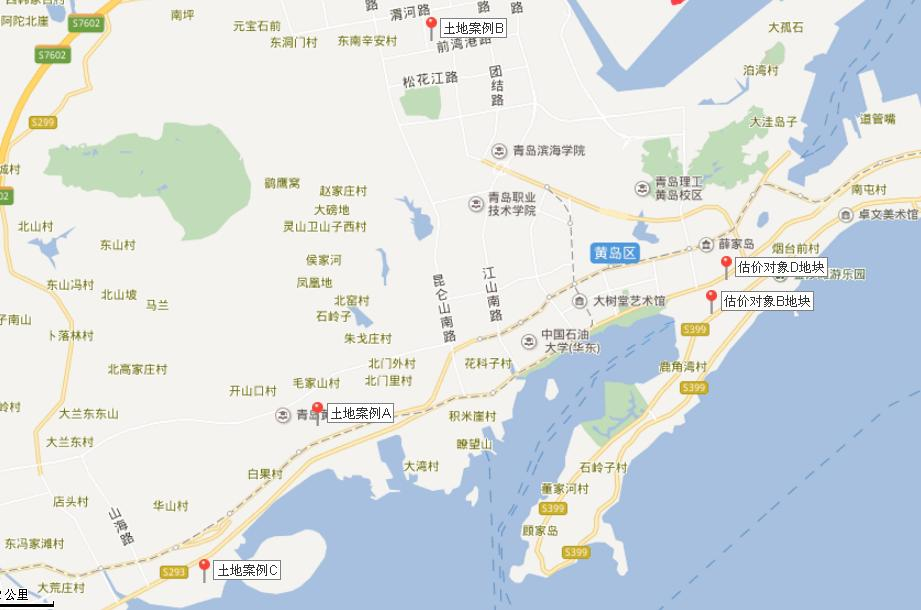 渭河路
南坪
S7602
元宝石前
土地案例B
阿陀北崖
东洞门村
东南辛安村
前湾港路
大孤石
S7602
团结路
松花江路
泊湾村
S299
大洼岛子
道管嘴
青岛滨海学院
鹞鹰窝
赵家庄村
青岛理工
黄岛校区
南屯村
青岛职业
技术学院
大磅地
灵山卫山子西村
卓文美术馆
北山村
东山村
薛家岛
烟台前村
黄岛区
侯家河
估价对象D地块
游乐园
东山冯村
凤凰地
昆仑山南路
江山南路
北山坡
马兰
北窑村
大树堂艺术馆
估价对象B地块
石岭子
子南山
卜落林村
朱戈庄村
中国石油
大学(华东)
S399
北高家庄村
北门外村
花科子村
鹿角湾村
毛家山村
北门里村
开山口村
S399
大兰东东山
土地案例A
积米崖村
大兰东村
瞭望山
白果村
大湾村
石岭子村
店头村
华山村
董家河村
山海路
S399
顾家岛
东冯家滩村
S399
S293
土地案例C
大荒庄村
公里